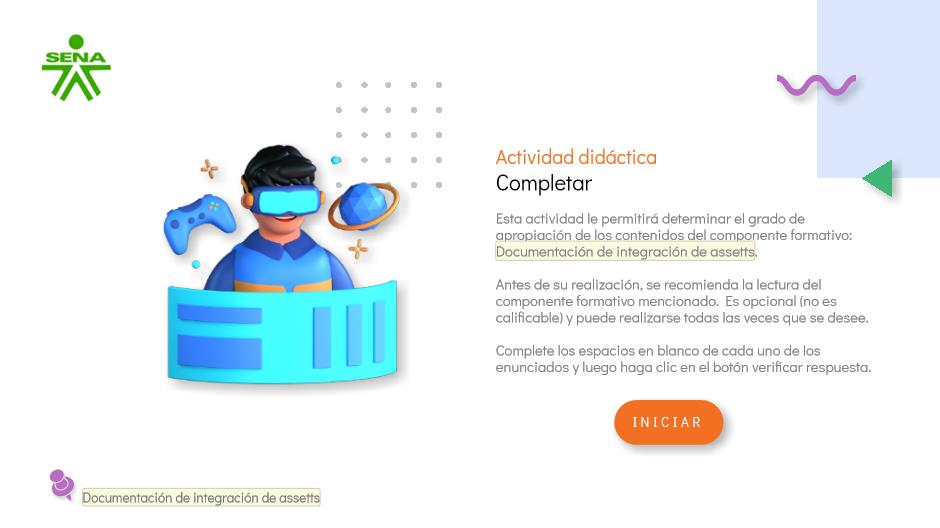 SENA
Actividad didáctica
Completar
Esta actividad le permitirá determinar el grado de
apropiación de los contenidos del componente formativo:
Documentación de integración de assetts.
Antes de su realización, se recomienda la lectura del
componente formativo mencionado. Es opcional (no es
calificable) y puede realizarse todas las veces que se desee.
Complete los espacios en blanco de cada uno de los
enunciados y luego haga clic en el botón verificar respuesta.
INICIAR
Documentación de integración de assetts